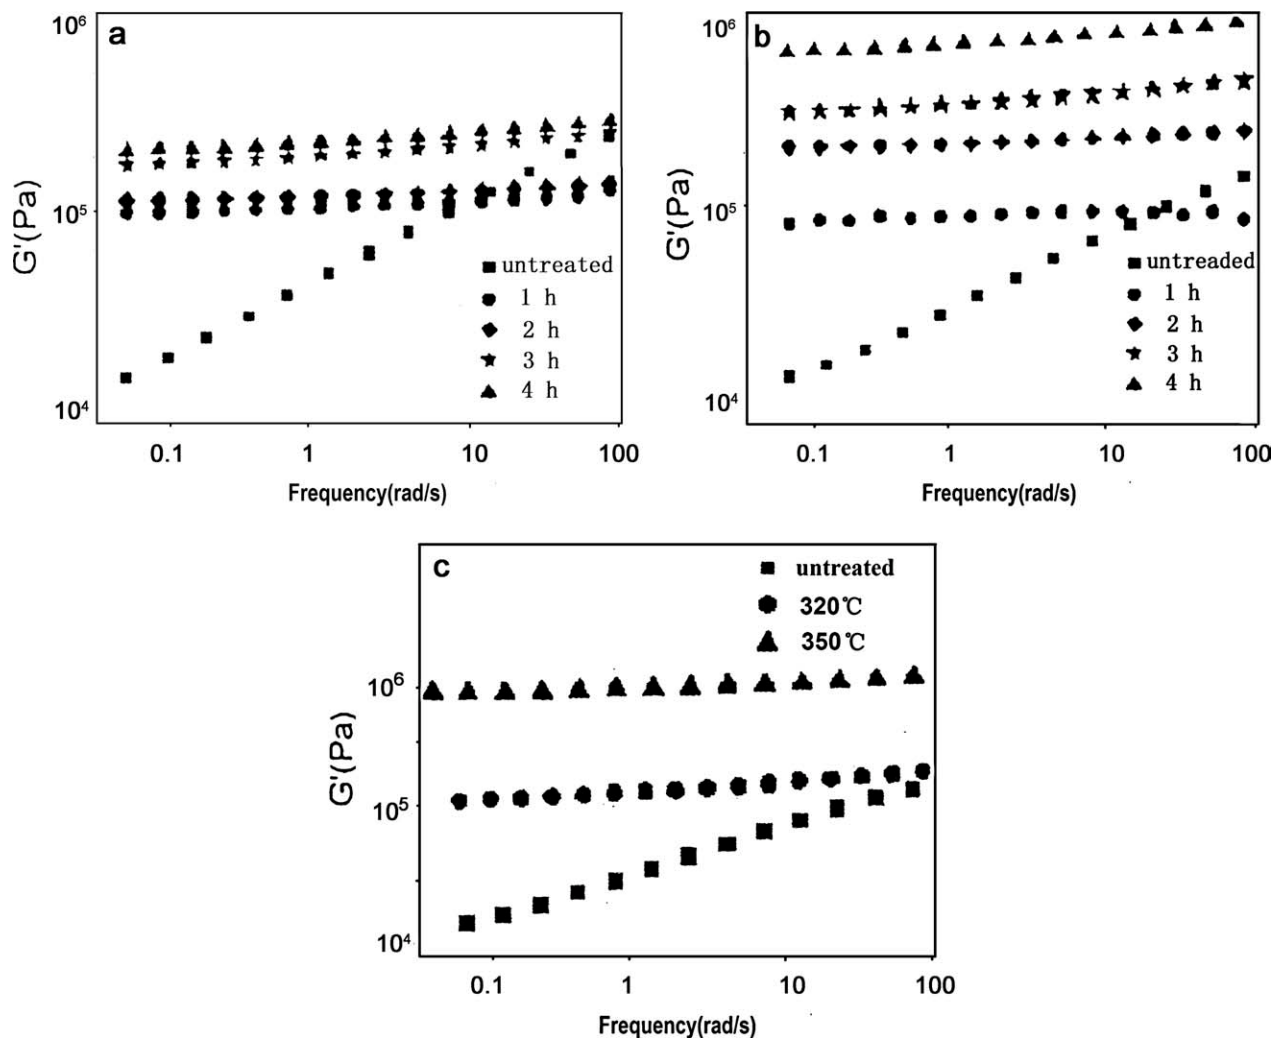 a
10⁶
10⁵
10⁴
G'(Pa)
untreated
1 h
2 h
3 h
4 h
0.1
1
10
100
Frequency(rad/s)
b
10⁶
10⁵
10⁴
G'(Pa)
untreaded
1 h
2 h
3 h
4 h
0.1
1
10
100
Frequency(rad/s)
c
untreated
320℃
350℃
10⁶
10⁵
10⁴
G'(Pa)
0.1
1
10
100
Frequency(rad/s)